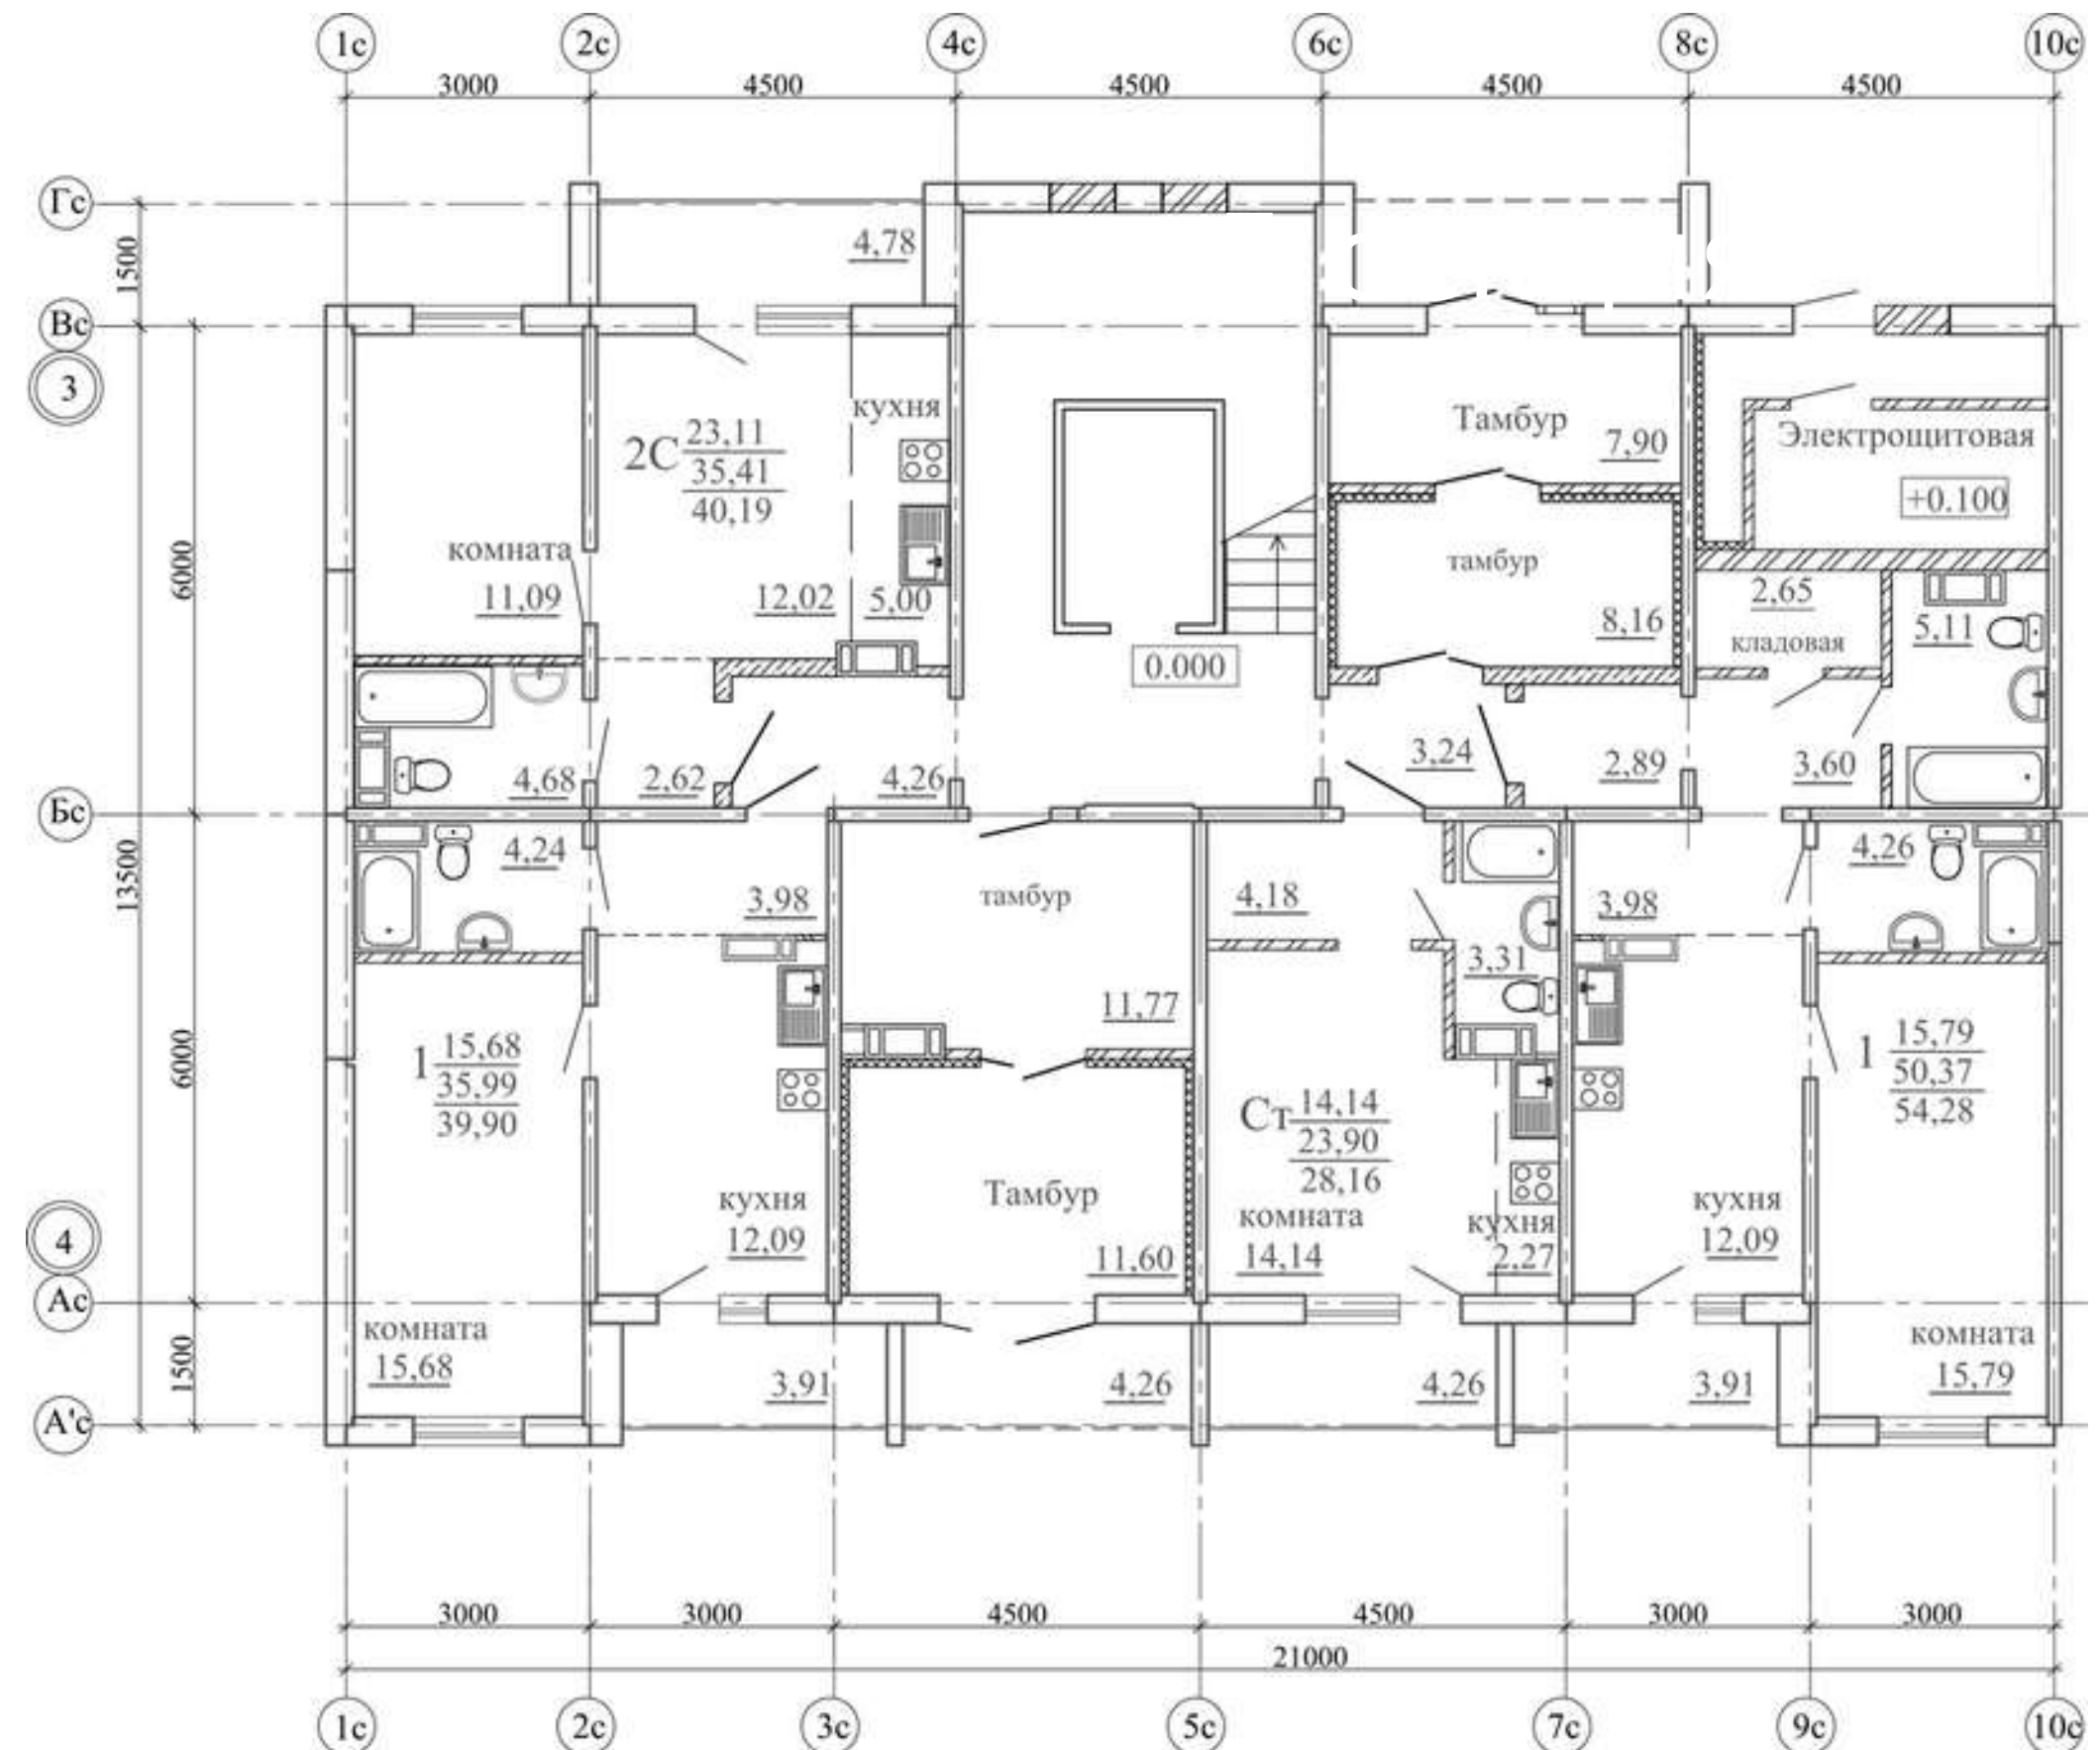 1с 2с 4с 6с 8с 10с
3000 4500 4500 4500 4500
Гс
1500
4,78
Вс
3
кухня
2С 23,11
35,41
40,19
Тамбур
7,90
Электрощитовая
+0.100
6000
комната
11,09
12,02 5,00
тамбур
8,16
2,65
кладовая
5,11
0.000
4,68 2,62 4,26
3,24 2,89 3,60
Бс
13500
4,24
3,98
тамбур
4,18
3,98
4,26
3,31
11,77
6000
1 15,68
35,99
39,90
Ст 14,14
23,90
28,16
1 15,79
50,37
54,28
кухня
12,09
Тамбур
11,60
комната
14,14
кухня
2,27
кухня
12,09
4
Ас
комната
15,68
1500
3,91 4,26 4,26 3,91
комната
15,79
А'с
3000 3000 4500 4500 3000 3000
21000
1с 2с 3с 5с 7с 9с 10с